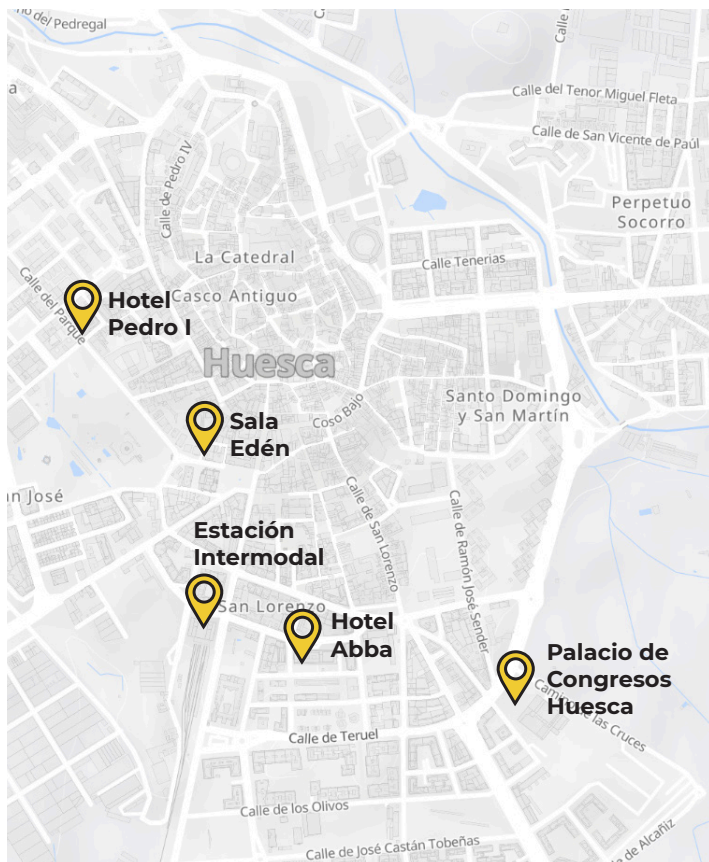 no del Pedregal
Calle
Calle J
Calle del Tenor Miguel Fleta
Calle de San Vicente de Paúl
a
Calle de Pedro IV
Perpetuo
Socorro
La Catedral
Calle Tenerias
Calle del Parque
Hotel
Pedro I
Casco Antiguo
Huesca
Santo Domingo
y San Martín
Coso Bajo
Sala
Edén
an José
Calle de San Lorenzo
Calle de Ramón José Sender
Estación
Intermodal
San Lorenzo
Hotel
Abba
Palacio de
Congresos
Huesca
Camino de las Cruces
Calle de Teruel
Calle de los Olivos
Calle de José Castán Tobeñas
de Alcañiz